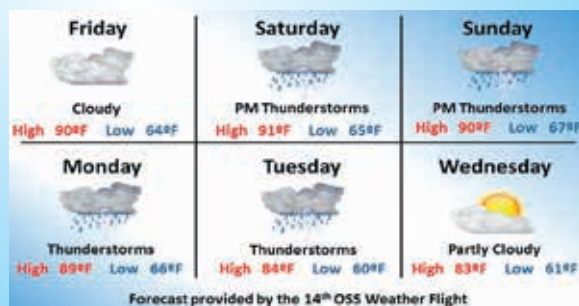 Friday
Cloudy
High 90ºF Low 64ºF
Saturday
PM Thunderstorms
High 91ºF Low 65ºF
Sunday
PM Thunderstorms
High 90ºF Low 67ºF
Monday
Thunderstorms
High 89ºF Low 66ºF
Tuesday
Thunderstorms
High 84ºF Low 60ºF
Wednesday
Partly Cloudy
High 83ºF Low 61ºF
Forecast provided by the 14th OSS Weather Flight